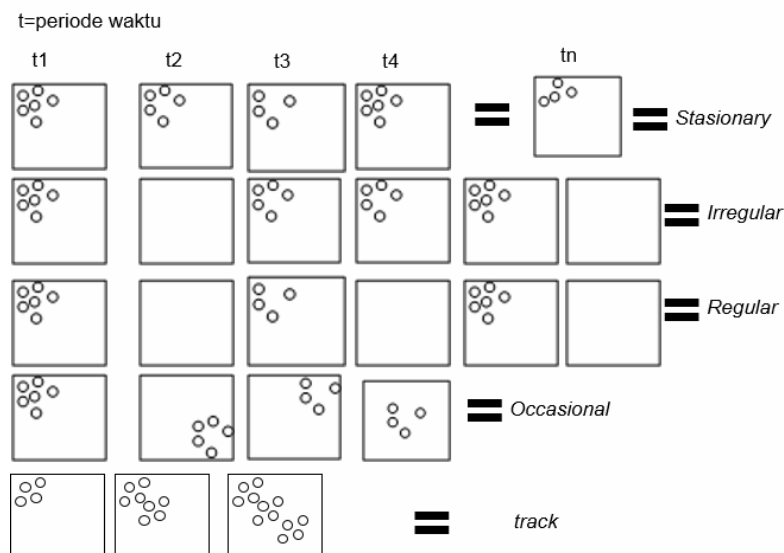 t=periode waktu
t1 t2 t3 t4 tn
Stasionary
Irregular
Regular
Occasional
track